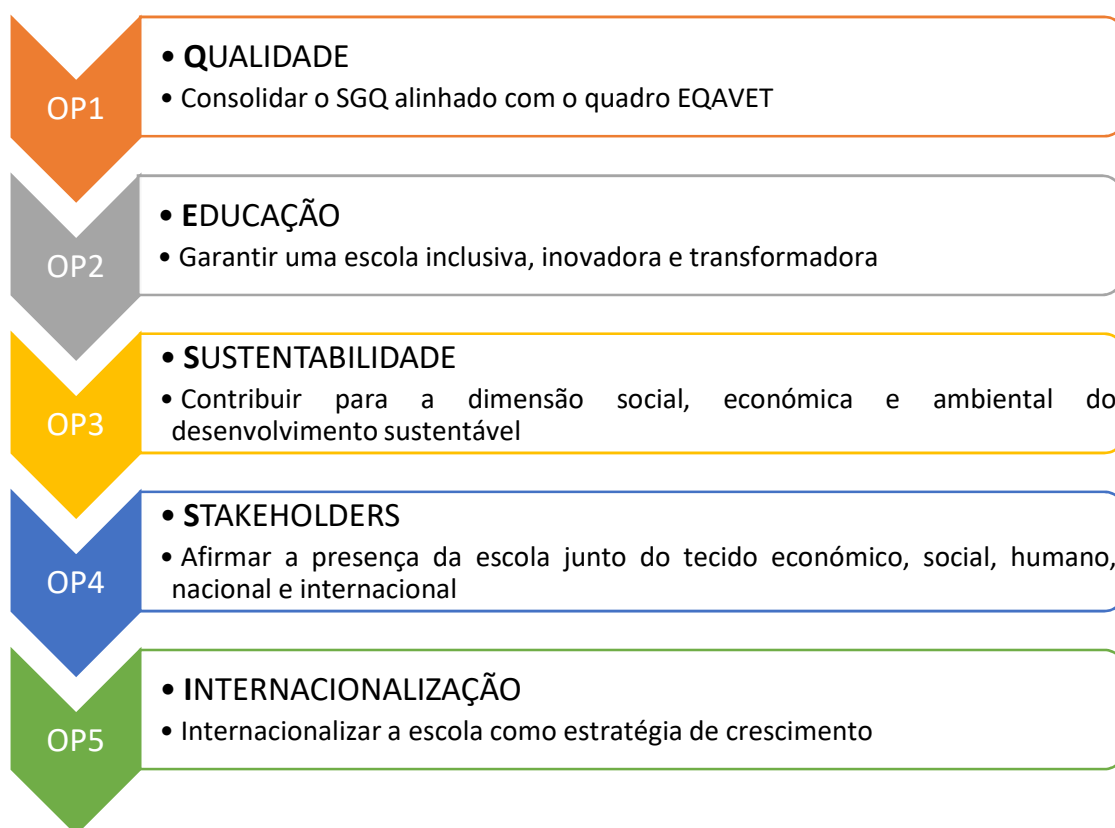 OP1
• QUALIDADE
• Consolidar o SGQ alinhado com o quadro EQAVET
OP2
• EDUCAÇÃO
• Garantir uma escola inclusiva, inovadora e transformadora
OP3
• SUSTENTABILIDADE
• Contribuir para a dimensão social, económica e ambiental do
desenvolvimento sustentável
OP4
• STAKEHOLDERS
• Afirmar a presença da escola junto do tecido económico, social, humano,
nacional e internacional
OP5
• INTERNACIONALIZAÇÃO
• Internacionalizar a escola como estratégia de crescimento